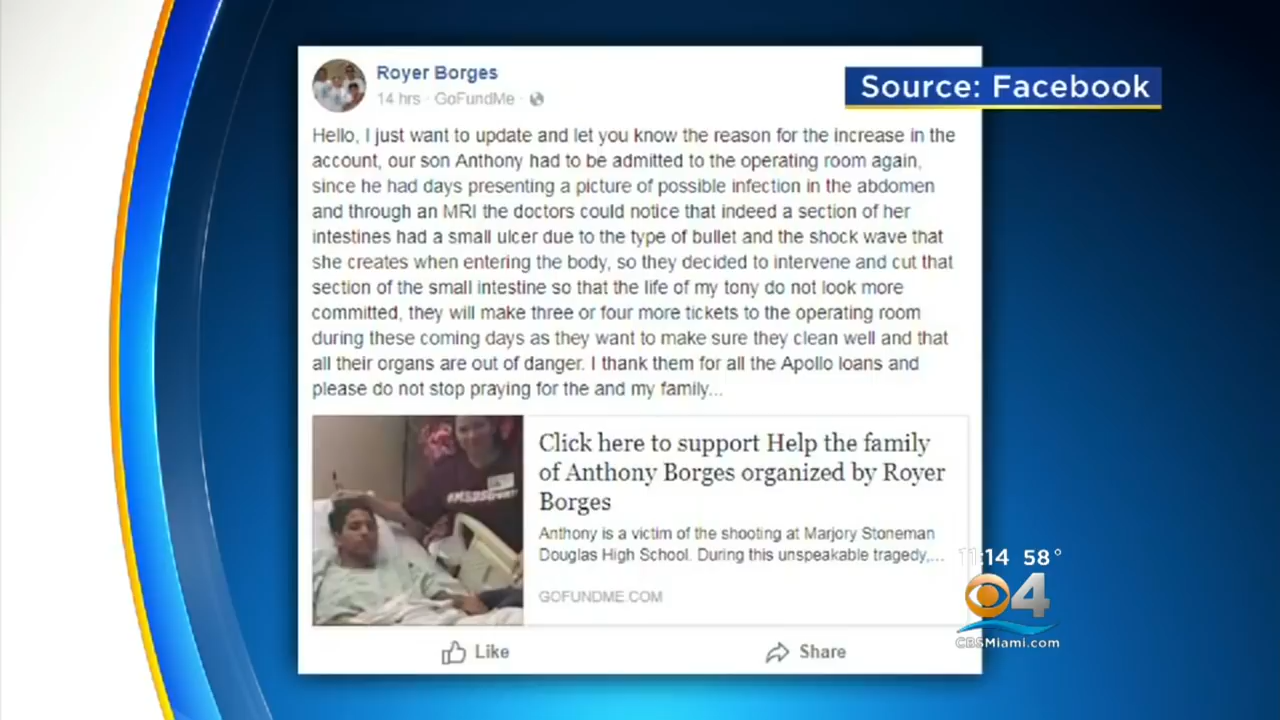 Source: Facebook
Royer Borges
14 hrs · GoFundMe ·
Hello, I just want to update and let you know the reason for the increase in the
account, our son Anthony had to be admitted to the operating room again,
since he had days presenting a picture of possible infection in the abdomen
and through an MRI the doctors could notice that indeed a section of her
intestines had a small ulcer due to the type of bullet and the shock wave that
she creates when entering the body, so they decided to intervene and cut that
section of the small intestine so that the life of my tony do not look more
committed, they will make three or four more tickets to the operating room
during these coming days as they want to make sure they clean well and that
all their organs are out of danger. I thank them for all the Apollo loans and
please do not stop praying for the and my family...
Click here to support Help the family
of Anthony Borges organized by Royer
Borges
Anthony is a victim of the shooting at Marjory Stoneman
Douglas High School. During this unspeakable tragedy,...
GOFUNDME.COM
Like
Share
11:14 58°
4
CBSMiami.com